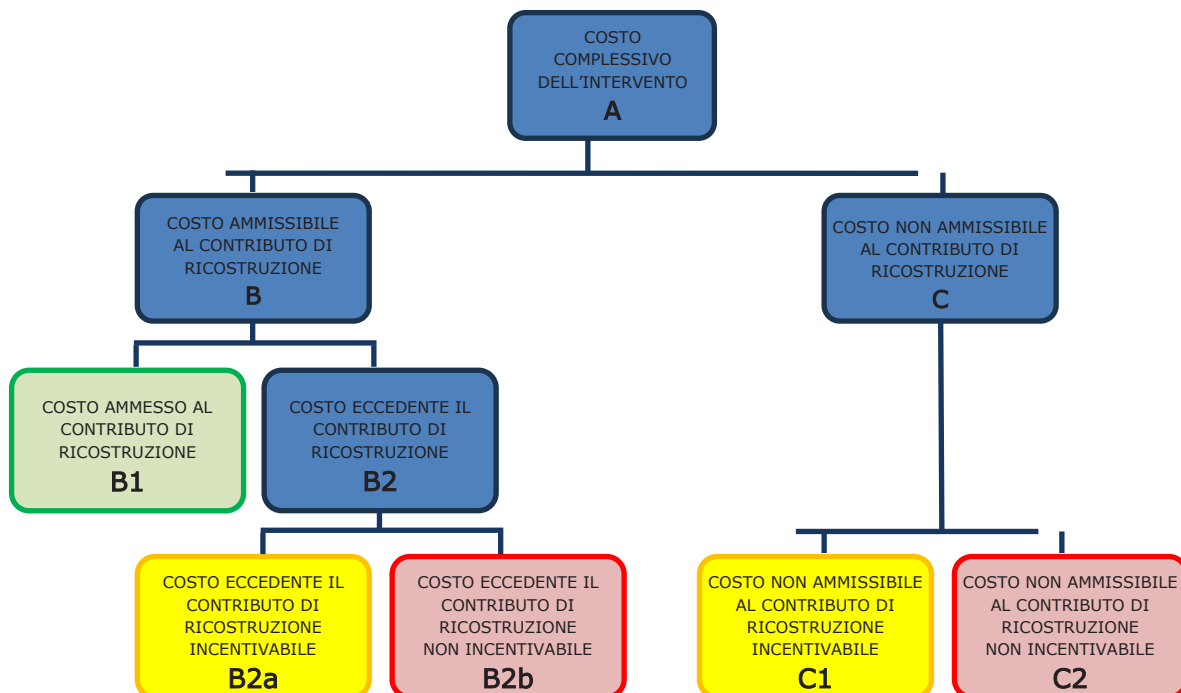 COSTO
COMPLESSIVO
DELL'INTERVENTO
A
COSTO AMMISSIBILE
AL CONTRIBUTO DI
RICOSTRUZIONE
B
COSTO NON AMMISSIBILE
AL CONTRIBUTO DI
RICOSTRUZIONE
C
COSTO AMMESSO AL
CONTRIBUTO DI
RICOSTRUZIONE
B1
COSTO ECCEDENTE IL
CONTRIBUTO DI
RICOSTRUZIONE
B2
COSTO ECCEDENTE IL
CONTRIBUTO DI
RICOSTRUZIONE
INCENTIVABILE
B2a
COSTO ECCEDENTE IL
CONTRIBUTO DI
RICOSTRUZIONE
NON INCENTIVABILE
B2b
COSTO NON AMMISSIBILE
AL CONTRIBUTO DI
RICOSTRUZIONE
INCENTIVABILE
C1
COSTO NON AMMISSIBILE
AL CONTRIBUTO DI
RICOSTRUZIONE
NON INCENTIVABILE
C2